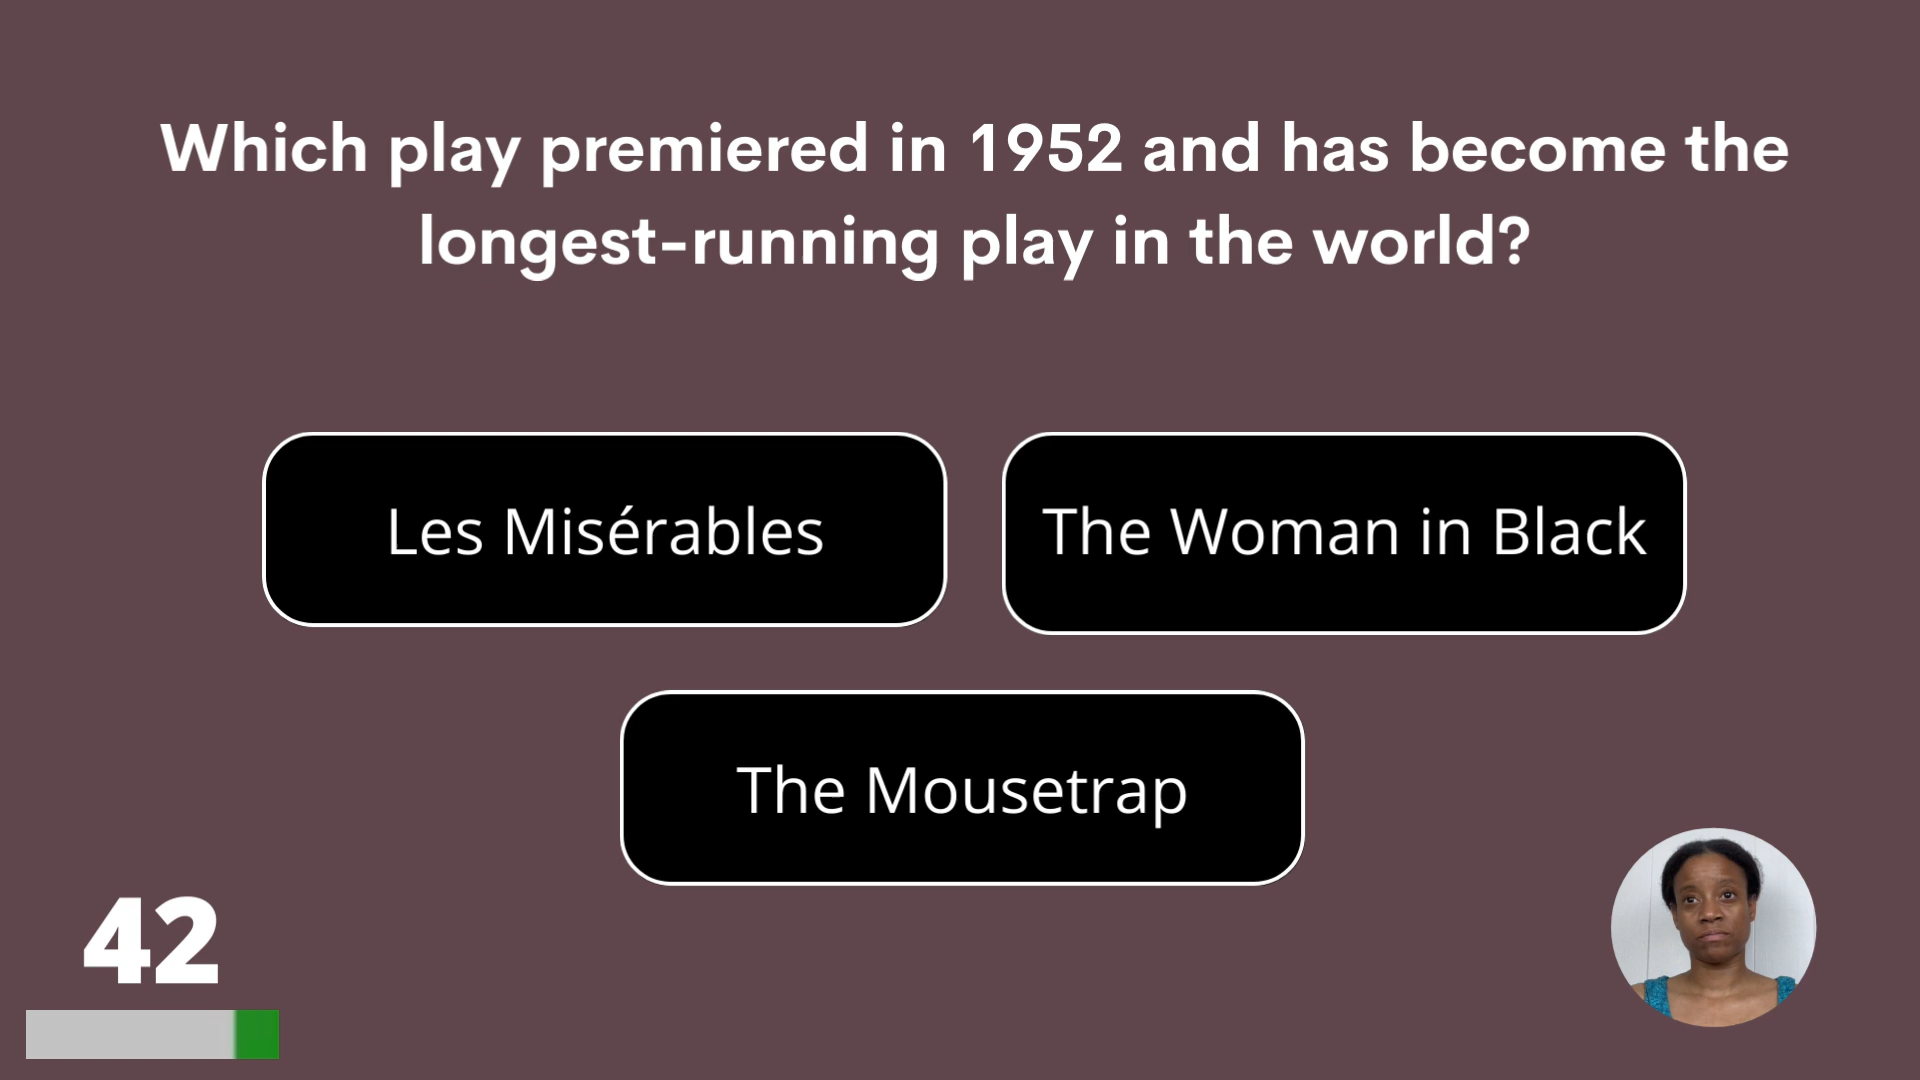 Which play premiered in 1952 and has become the
longest-running play in the world?
Les Misérables
The Woman in Black
The Mousetrap
42